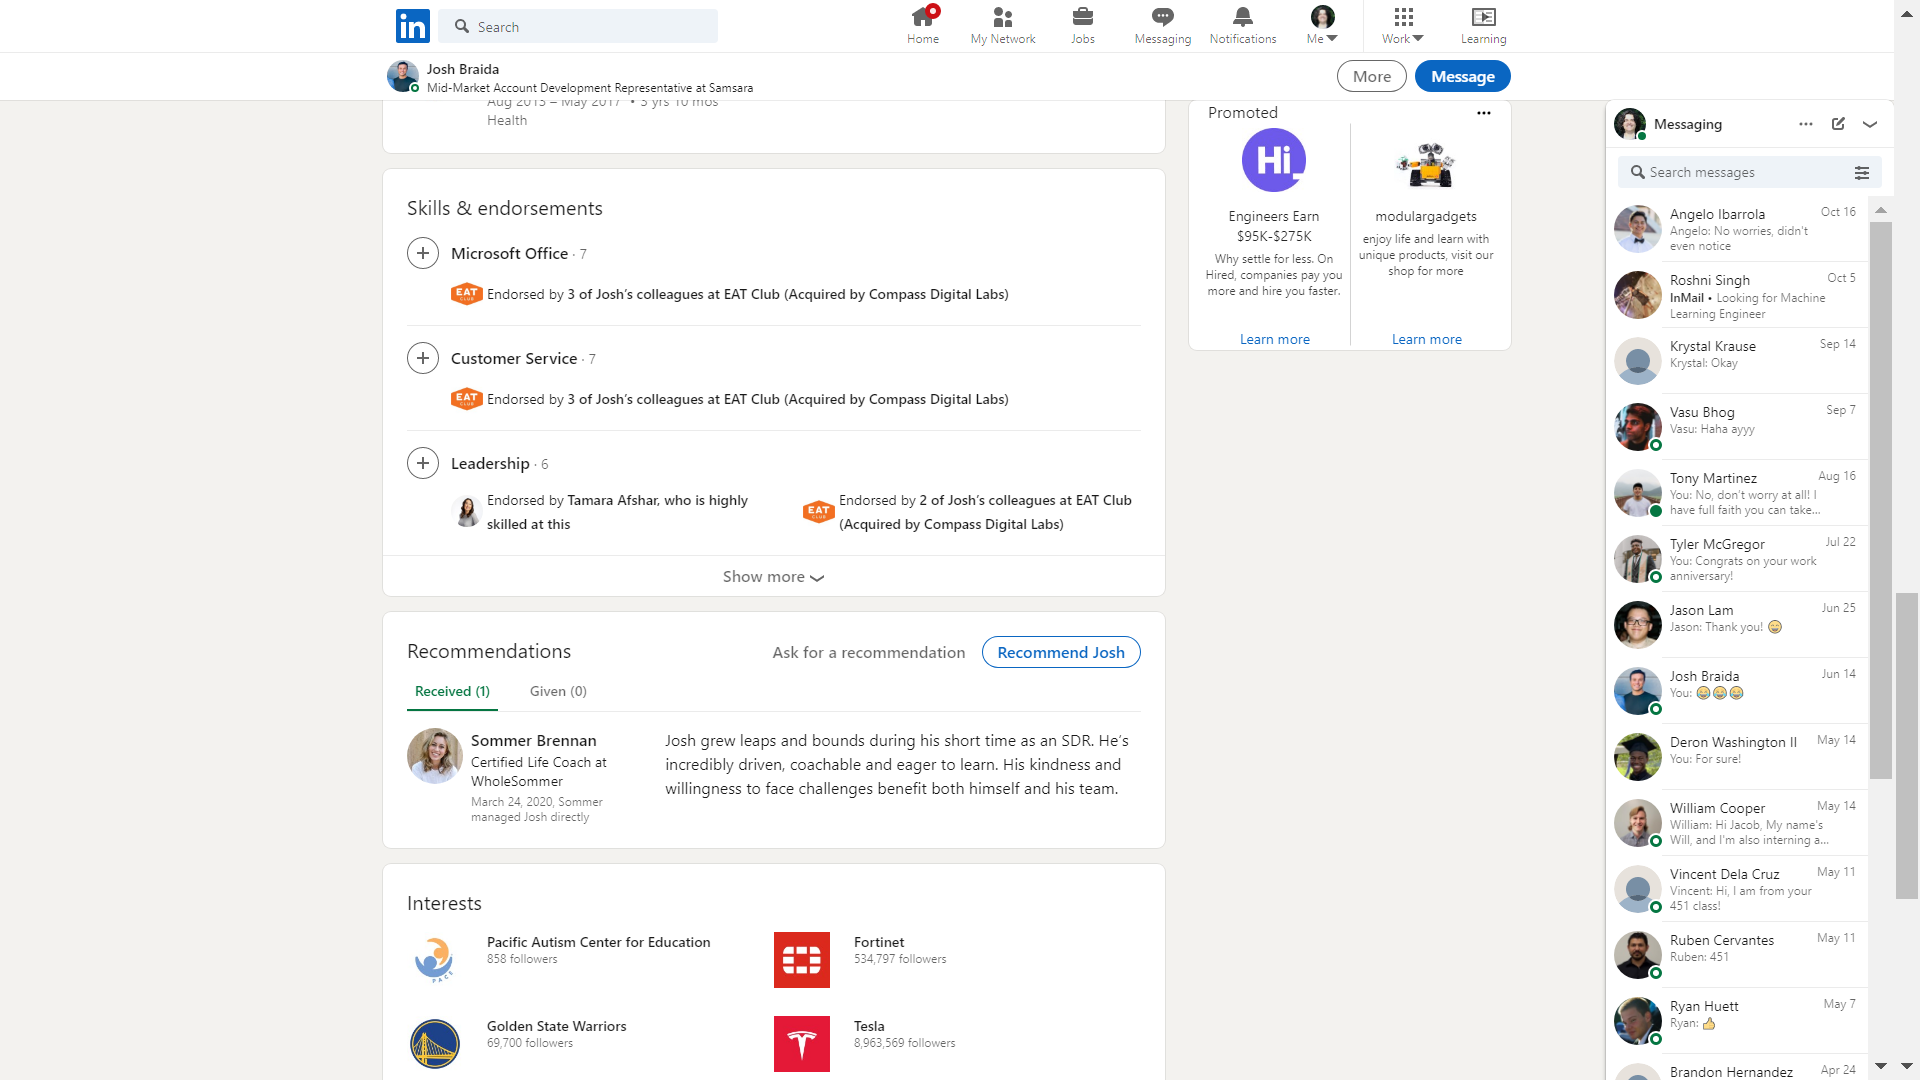 in
Search
Home
My Network
Jobs
Messaging
Notifications
Me
Work
Learning
Josh Braida
Mid-Market Account Development Representative at Samsara
More
Message
Aug 2013 – May 2017 • 3 yrs 10 mos
Health
Skills & endorsements
Microsoft Office · 7
EAT CLUB
Endorsed by 3 of Josh's colleagues at EAT Club (Acquired by Compass Digital Labs)
Customer Service · 7
EAT CLUB
Endorsed by 3 of Josh's colleagues at EAT Club (Acquired by Compass Digital Labs)
Leadership · 6
Endorsed by Tamara Afshar, who is highly
skilled at this
EAT CLUB
Endorsed by 2 of Josh's colleagues at EAT Club
(Acquired by Compass Digital Labs)
Show more
Recommendations
Ask for a recommendation
Recommend Josh
Received (1)
Given (0)
Sommer Brennan
Certified Life Coach at
WholeSommer
March 24, 2020, Sommer
managed Josh directly
Josh grew leaps and bounds during his short time as an SDR. He's
incredibly driven, coachable and eager to learn. His kindness and
willingness to face challenges benefit both himself and his team.
Interests
PACE
Pacific Autism Center for Education
858 followers
Fortinet
534,797 followers
Golden State Warriors
69,700 followers
Tesla
8,963,569 followers
Promoted
Hi
Engineers Earn
$95K-$275K
Why settle for less. On
Hired, companies pay you
more and hire you faster.
Learn more
modulargadgets
enjoy life and learn with
unique products, visit our
shop for more
Learn more
Messaging
Search messages
Angelo Ibarrola
Oct 16
Angelo: No worries, didn't
even notice
Roshni Singh
Oct 5
InMail • Looking for Machine
Learning Engineer
Krystal Krause
Sep 14
Krystal: Okay
Vasu Bhog
Sep 7
Vasu: Haha ayyy
Tony Martinez
Aug 16
You: No, don't worry at all! I
have full faith you can take...
Tyler McGregor
Jul 22
You: Congrats on your work
anniversary!
Jason Lam
Jun 25
Jason: Thank you! 😄
Josh Braida
Jun 14
You: 😂😂😂
Deron Washington II
May 14
You: For sure!
William Cooper
May 14
William: Hi Jacob, My name's
Will, and I'm also interning a...
Vincent Dela Cruz
May 11
Vincent: Hi, I am from your
451 class!
Ruben Cervantes
May 11
Ruben: 451
Ryan Huett
May 7
Ryan: 👍
Brandon Hernandez
Apr 24